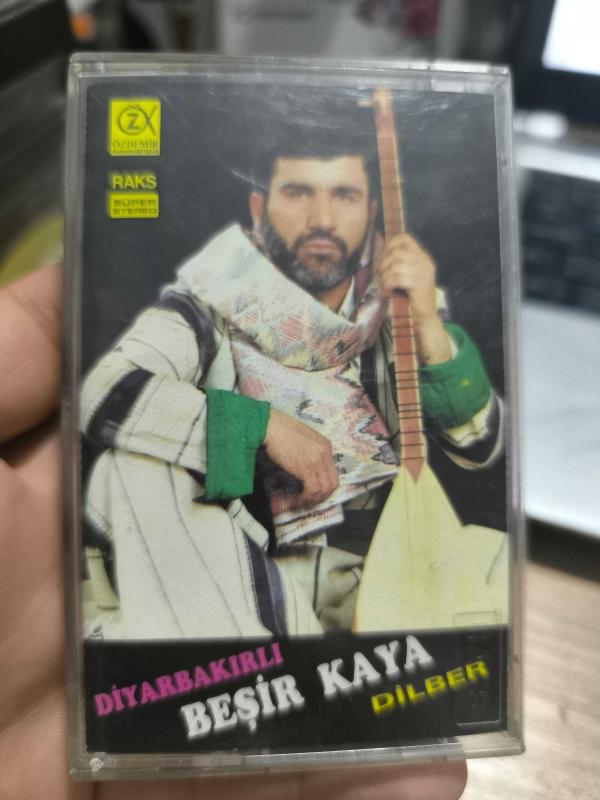 ÖZDEMİR
RAKS
SÜPER
STEREO
DİYARBAKIRLI
BEŞİR KAYA
DİLBER